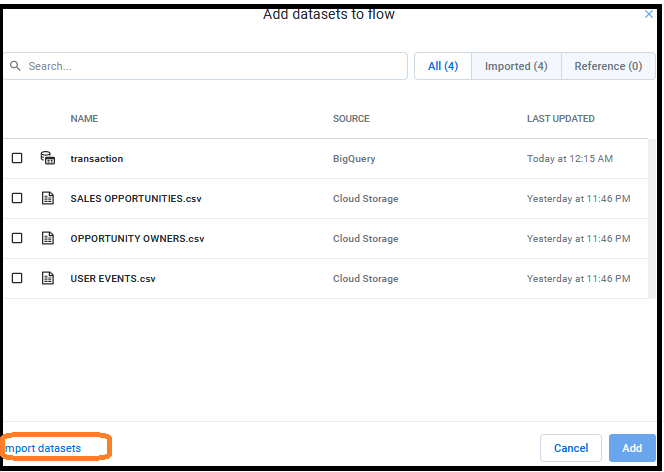 Add datasets to flow
Search...
All (4)
Imported (4)
Reference (0)
NAME SOURCE LAST UPDATED
transaction BigQuery Today at 12:15 AM
SALES OPPORTUNITIES.csv Cloud Storage Yesterday at 11:46 PM
OPPORTUNITY OWNERS.csv Cloud Storage Yesterday at 11:46 PM
USER EVENTS.csv Cloud Storage Yesterday at 11:46 PM
mport datasets
Cancel
Add